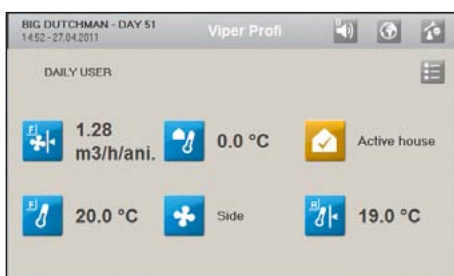 BIG DUTCHMAN - DAY 51
Viper Profi
0
14:52 - 27.04.2011
DAILY USER
F
1.28
m3/h/ani.
0.0 °C
Active house
F
20.0 °C
Side
R
19.0 °C